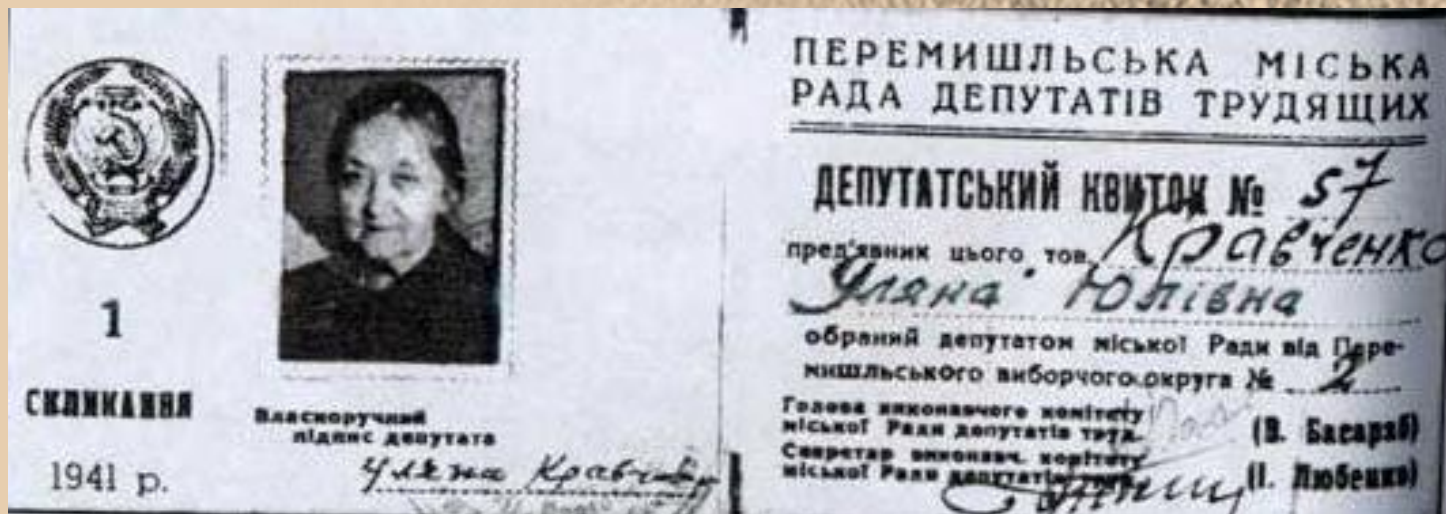 1
СКЛИКАННЯ
1941 р.
Власноручний
підпис депутата
Уляна Кравченко
ПЕРЕМИШЛЬСЬКА МІСЬКА
РАДА ДЕПУТАТІВ ТРУДЯЩИХ
ДЕПУТАТСЬКИЙ КВИТОК № 57
пред'явник цього тов. Кравченко
Уляна Юлівна
обраний депутатом міської Ради від Пере-
мишльського виборчого округа № 2
Голова виконавчого комітету
міської Ради депутатів труд. (В. Басараб)
Секретар виконавч. комітету
міської Ради депутатів (І. Любенко)